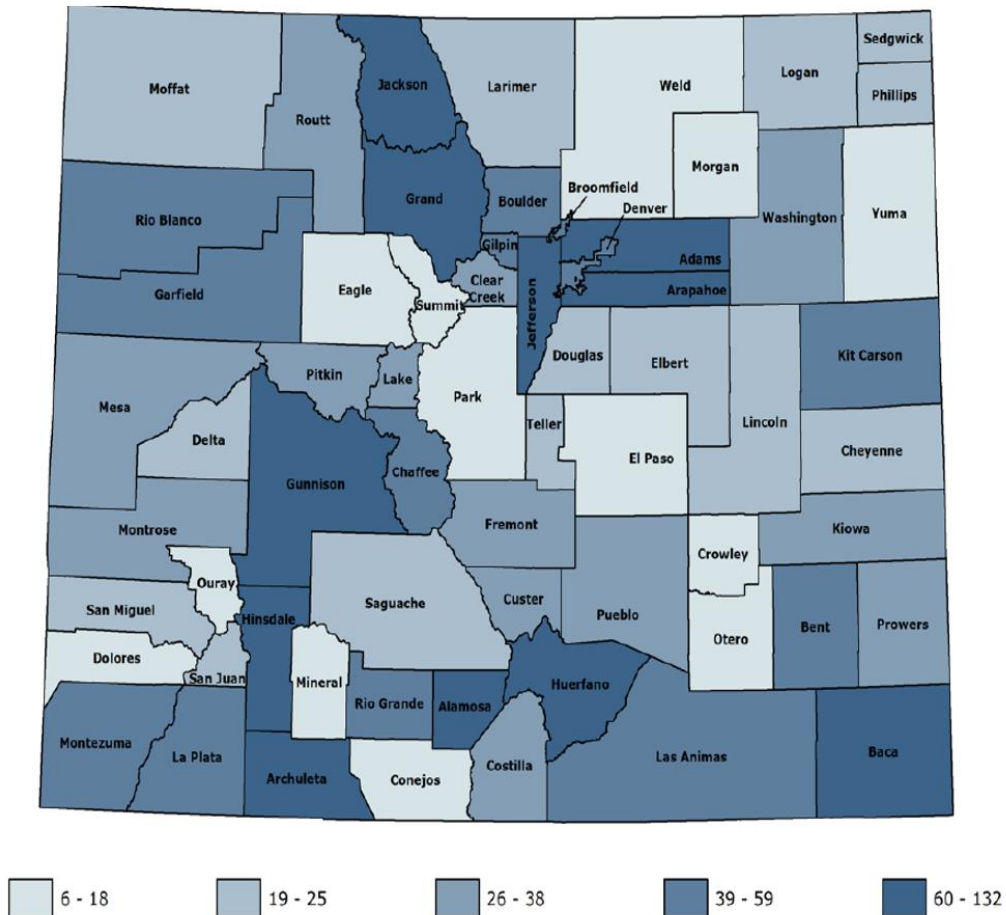 Sedgwick
Logan
Moffat
Jackson
Larimer
Weld
Phillips
Routt
Morgan
Broomfield
Grand
Boulder
Denver
Rio Blanco
Washington
Yuma
Gilpin
Adams
Clear
Creek
Eagle
Garfield
Summit
Arapahoe
Jefferson
Douglas
Elbert
Kit Carson
Pitkin
Lake
Mesa
Park
Delta
Teller
Lincoln
Cheyenne
El Paso
Gunnison
Chaffee
Montrose
Fremont
Kiowa
Crowley
Ouray
San Miguel
Saguache
Custer
Pueblo
Hinsdale
Otero
Bent
Prowers
Dolores
San Juan
Mineral
Huerfano
Rio Grande
Alamosa
Montezuma
La Plata
Las Animas
Baca
Archuleta
Conejos
Costilla
6 - 18
19 - 25
26 - 38
39 - 59
60 - 132